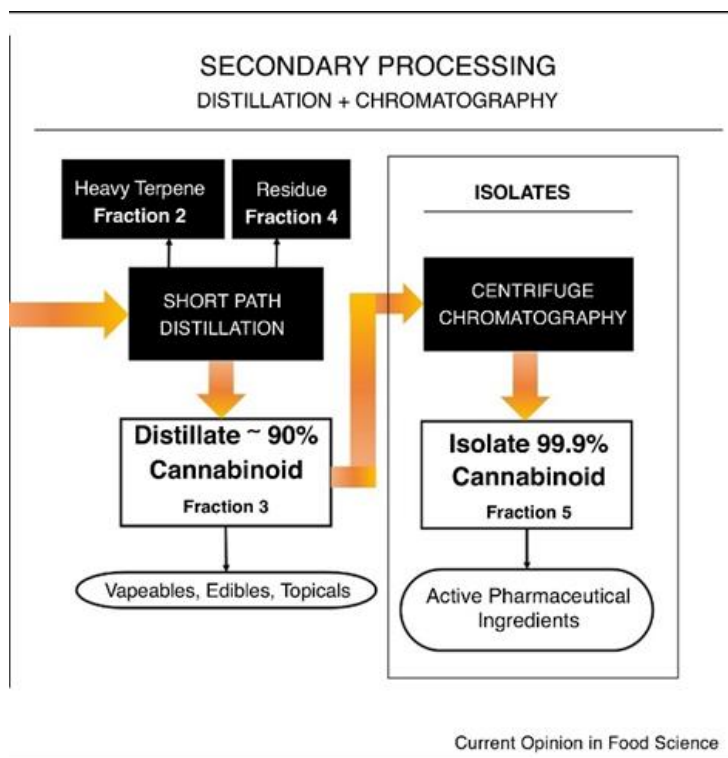 SECONDARY PROCESSING
DISTILLATION + CHROMATOGRAPHY
Heavy Terpene
Fraction 2
Residue
Fraction 4
SHORT PATH
DISTILLATION
Distillate ~ 90%
Cannabinoid
Fraction 3
Vapeables, Edibles, Topicals
ISOLATES
CENTRIFUGE
CHROMATOGRAPHY
Isolate 99.9%
Cannabinoid
Fraction 5
Active Pharmaceutical
Ingredients
Current Opinion in Food Science